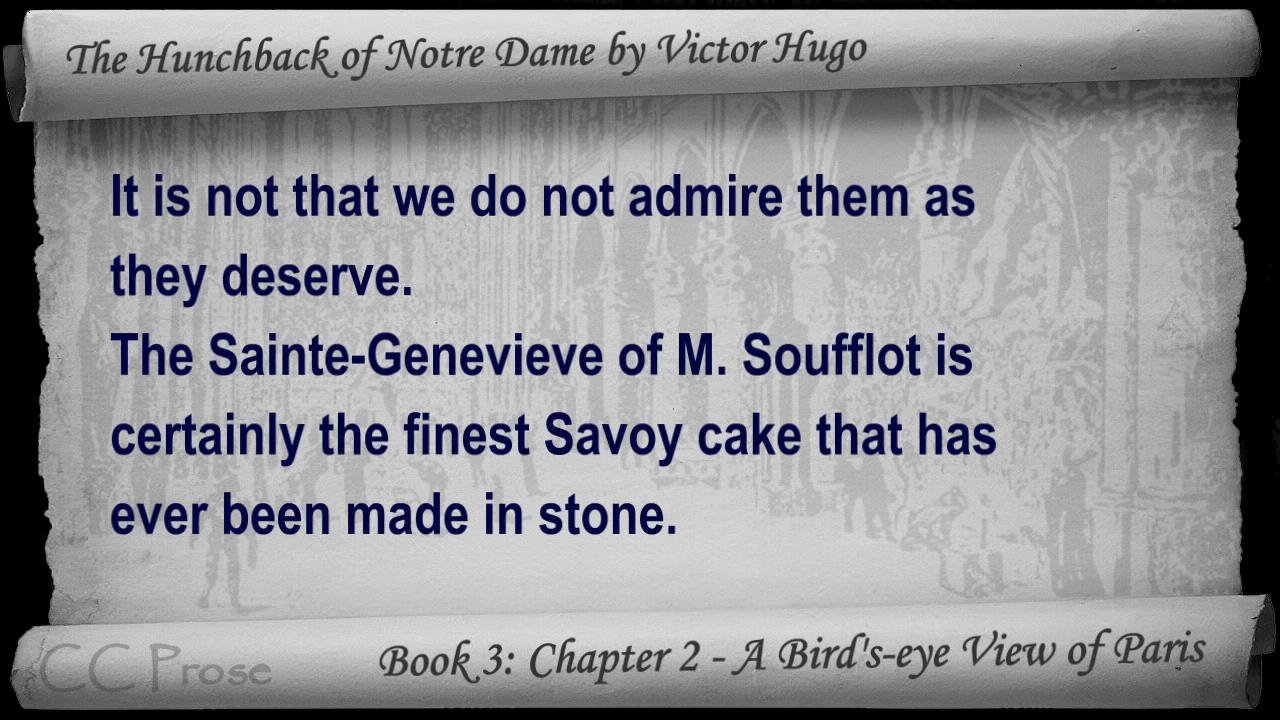 The Hunchback of Notre Dame by Victor Hugo
It is not that we do not admire them as
they deserve.
The Sainte-Genevieve of M. Soufflot is
certainly the finest Savoy cake that has
ever been made in stone.
CC Prose
Book 3: Chapter 2 - A Bird's-eye View of Paris